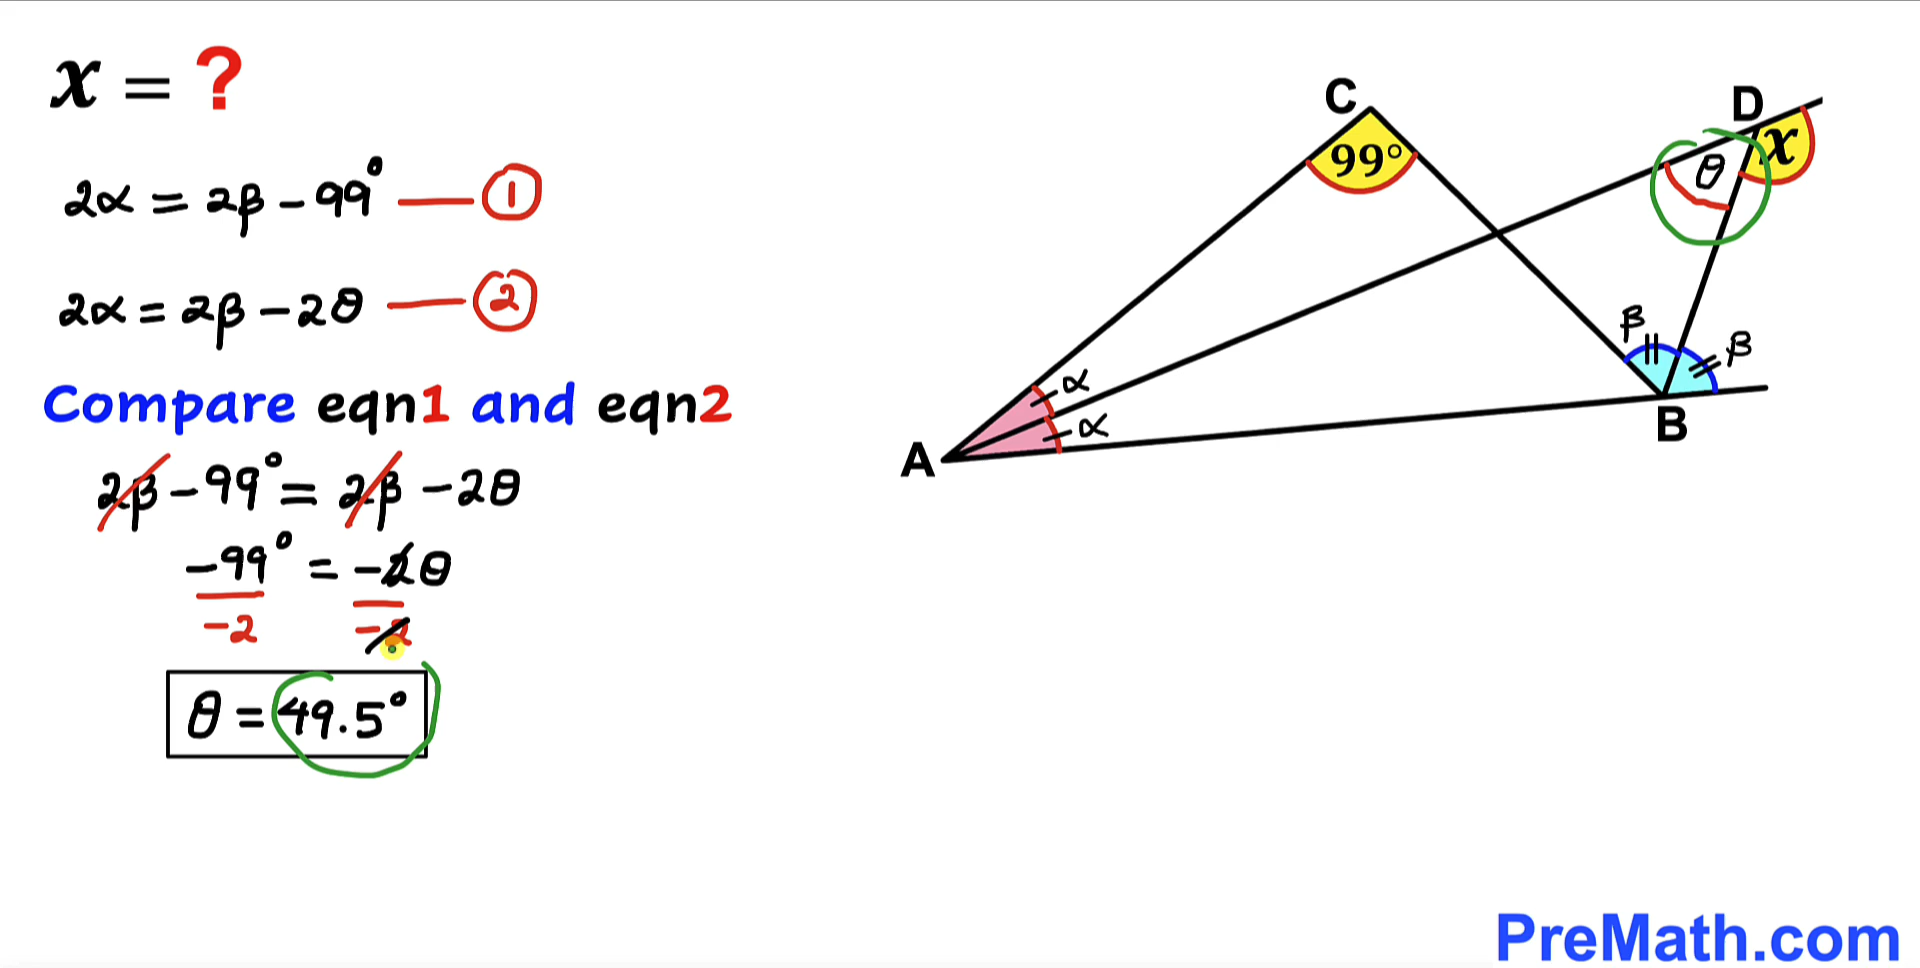 x = ?
2α = 2β - 99° — ①
2α = 2β - 2θ — ②
Compare eqn1 and eqn2
2β - 99° = 2β - 2θ
-99° = -2θ
-2 -2
θ = 49.5°
C
99°
D
θ
x
β
β
α
α
A
B
PreMath.com